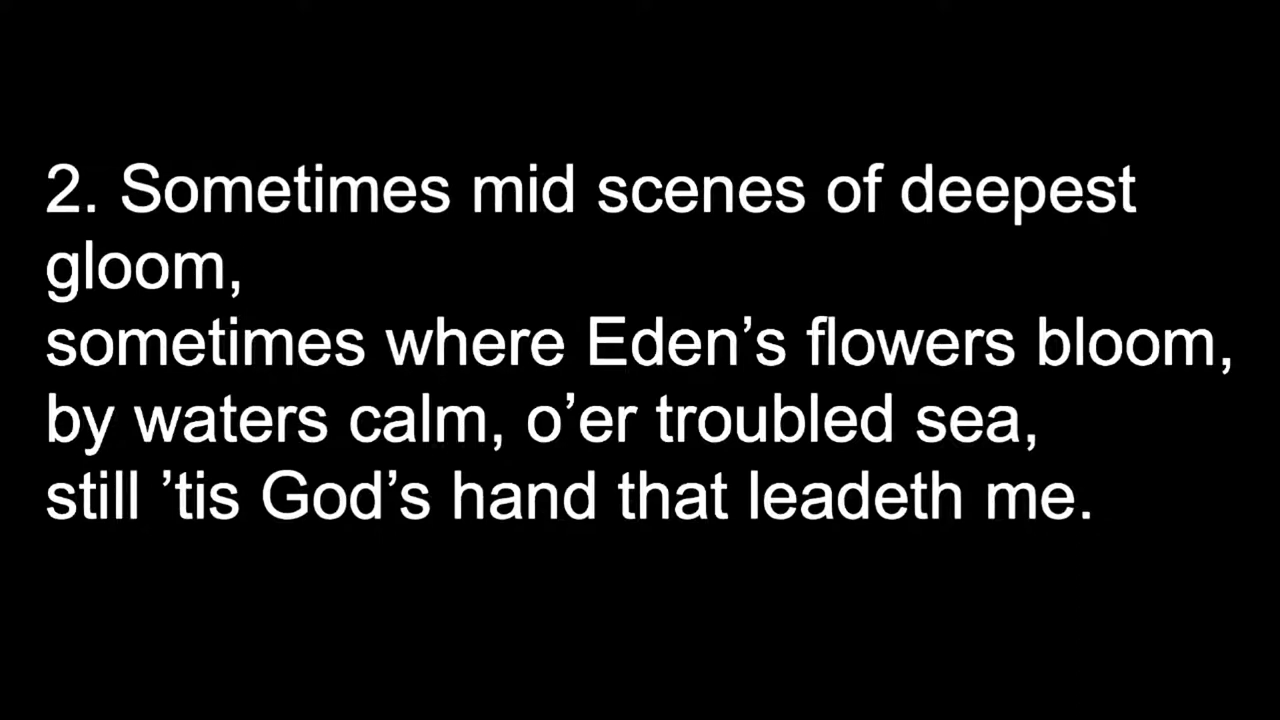 2. Sometimes mid scenes of deepest
gloom,
sometimes where Eden’s flowers bloom,
by waters calm, o’er troubled sea,
still ’tis God’s hand that leadeth me.